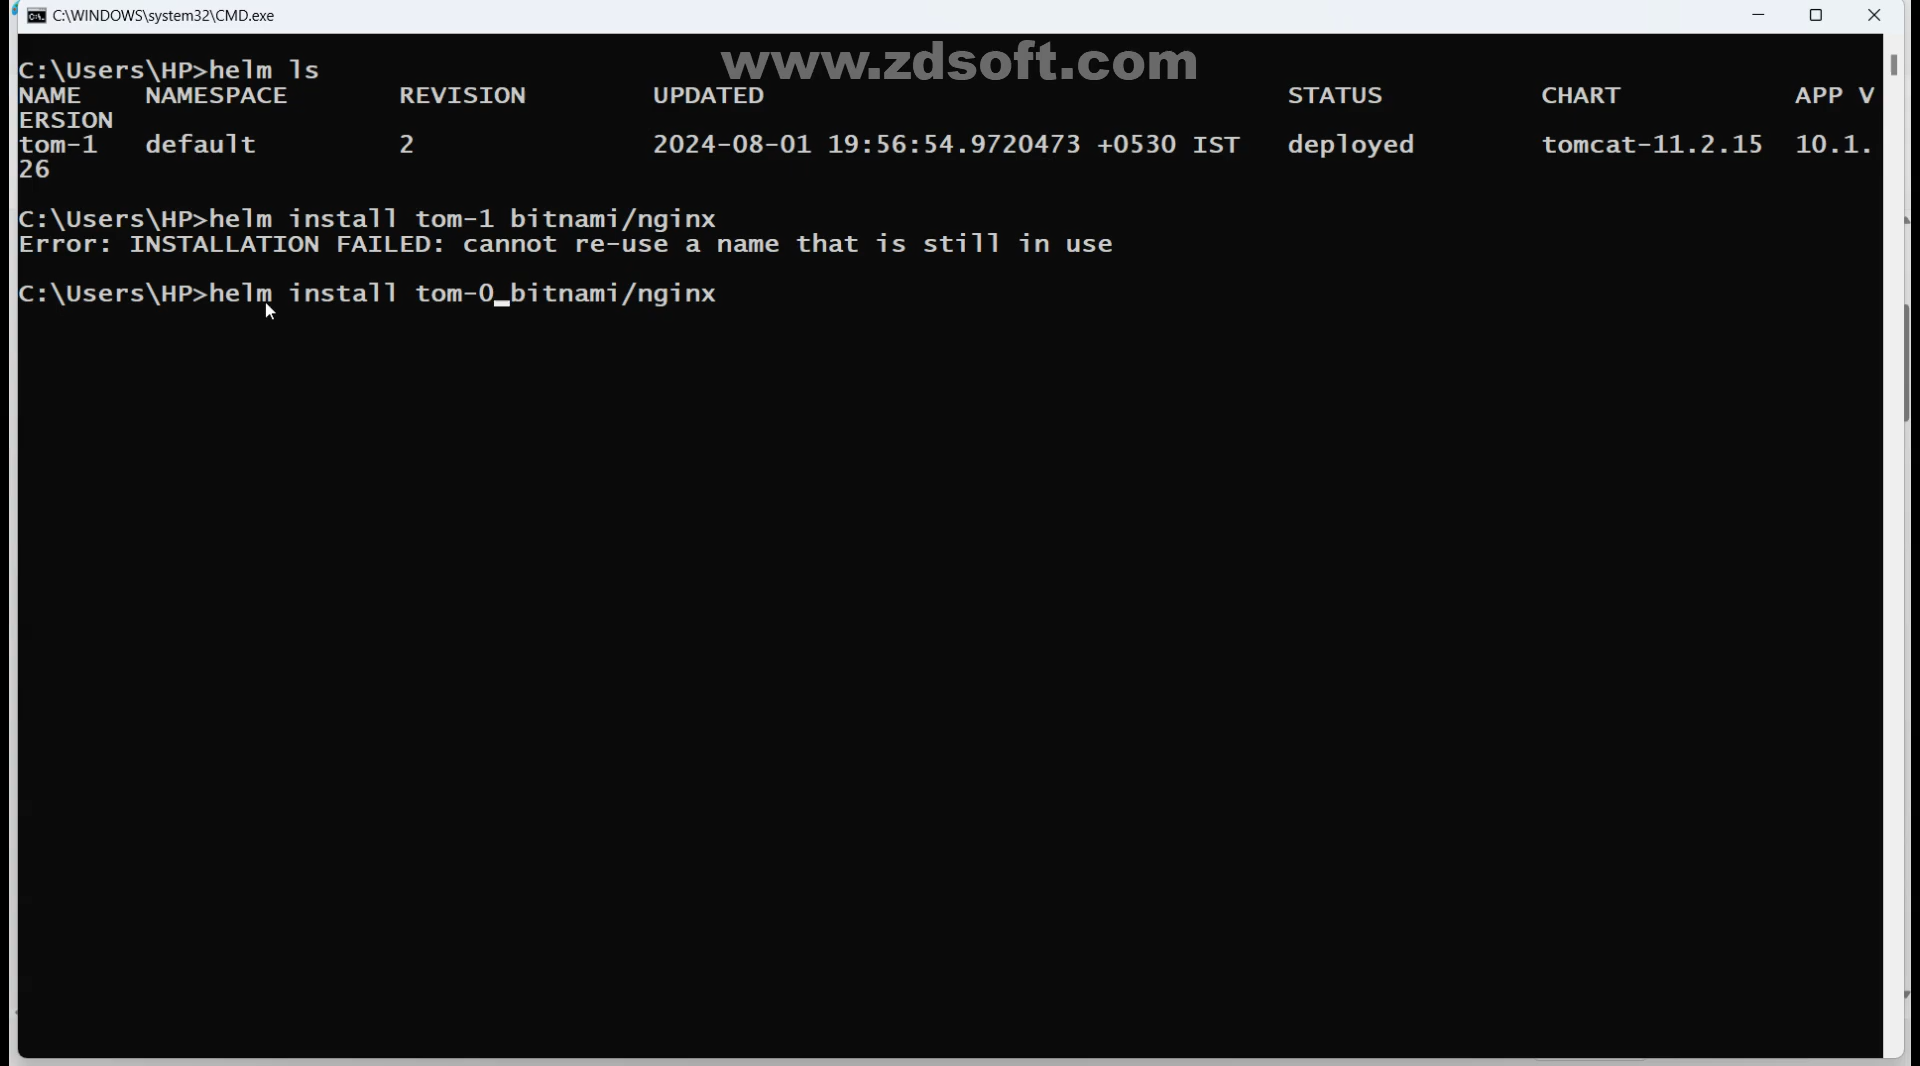 C:\WINDOWS\system32\CMD.exe
www.zdsoft.com
C:\Users\HP>helm ls
NAME NAMESPACE REVISION UPDATED STATUS CHART APP V
ERSION
tom-1 default 2 2024-08-01 19:56:54.9720473 +0530 IST deployed tomcat-11.2.15 10.1.
26
C:\Users\HP>helm install tom-1 bitnami/nginx
Error: INSTALLATION FAILED: cannot re-use a name that is still in use
C:\Users\HP>helm install tom-0 bitnami/nginx